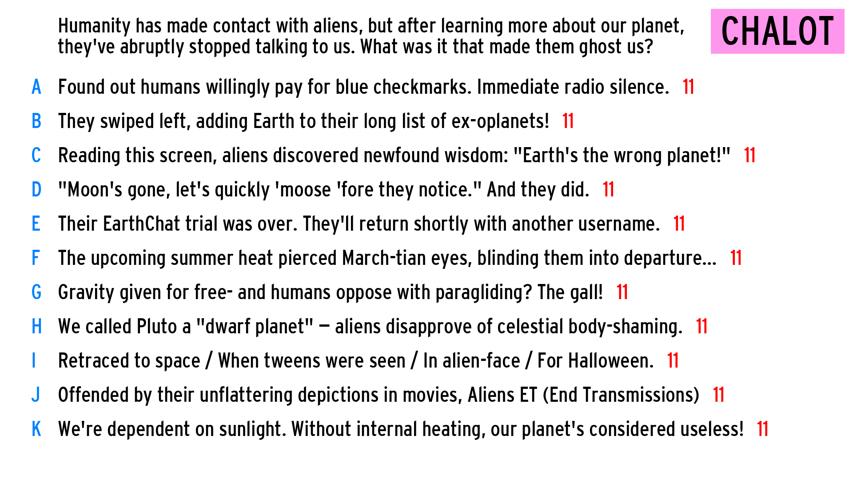 Humanity has made contact with aliens, but after learning more about our planet,
they've abruptly stopped talking to us. What was it that made them ghost us?
CHALOT
A Found out humans willingly pay for blue checkmarks. Immediate radio silence. 11
B They swiped left, adding Earth to their long list of ex-oplanets! 11
C Reading this screen, aliens discovered newfound wisdom: "Earth's the wrong planet!" 11
D "Moon's gone, let's quickly 'moose 'fore they notice." And they did. 11
E Their EarthChat trial was over. They'll return shortly with another username. 11
F The upcoming summer heat pierced March-tian eyes, blinding them into departure... 11
G Gravity given for free- and humans oppose with paragliding? The gall! 11
H We called Pluto a "dwarf planet" – aliens disapprove of celestial body-shaming. 11
I Retraced to space / When tweens were seen / In alien-face / For Halloween. 11
J Offended by their unflattering depictions in movies, Aliens ET (End Transmissions) 11
K We're dependent on sunlight. Without internal heating, our planet's considered useless! 11